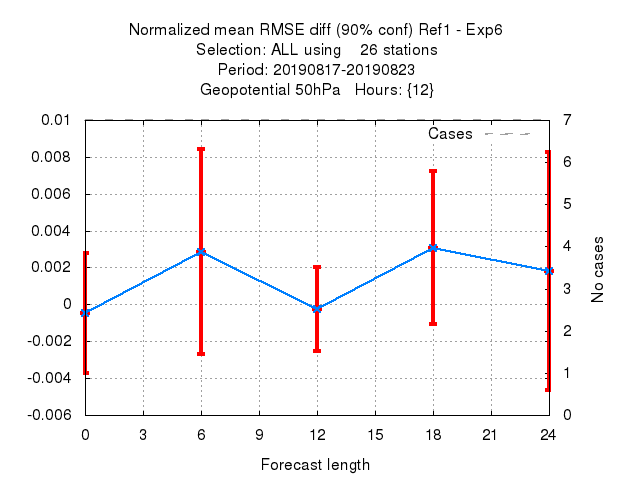 Normalized mean RMSE diff (90% conf) Ref1 - Exp6
Selection: ALL using    26 stations
Period: 20190817-20190823
Geopotential 50hPa   Hours: {12}
Cases
0.01
0.008
0.006
0.004
0.002
0
-0.002
-0.004
-0.006
7
6
5
4
3
2
1
0
No cases
0 3 6 9 12 15 18 21 24
Forecast length